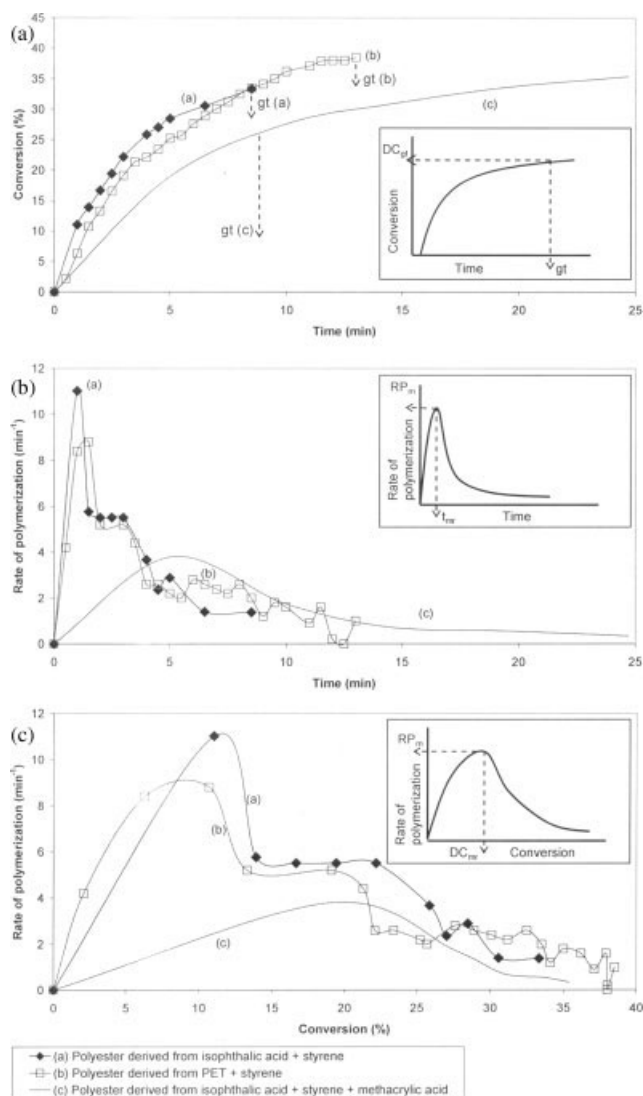 (a)
Conversion (%)
45
40
35
30
25
20
15
10
5
0
(a)
(b)
gt (a)
gt (b)
(c)
gt (c)
DCgf
Conversion
Time
gt
0
5
10
15
20
25
Time (min)
(b)
Rate of polymerization (min-1)
12
10
8
6
4
2
0
(a)
(b)
(c)
RPm
Rate of
polymerization
tmr
Time
0
5
10
15
20
25
Time (min)
(c)
Rate of polymerization (min-1)
12
10
8
6
4
2
0
(a)
(b)
(c)
RPm
Rate of
polymerization
DCmr
Conversion
0
5
10
15
20
25
30
35
40
Conversion (%)
(a) Polyester derived from isophthalic acid + styrene
(b) Polyester derived from PET + styrene
(c) Polyester derived from isophthalic acid + styrene + methacrylic acid